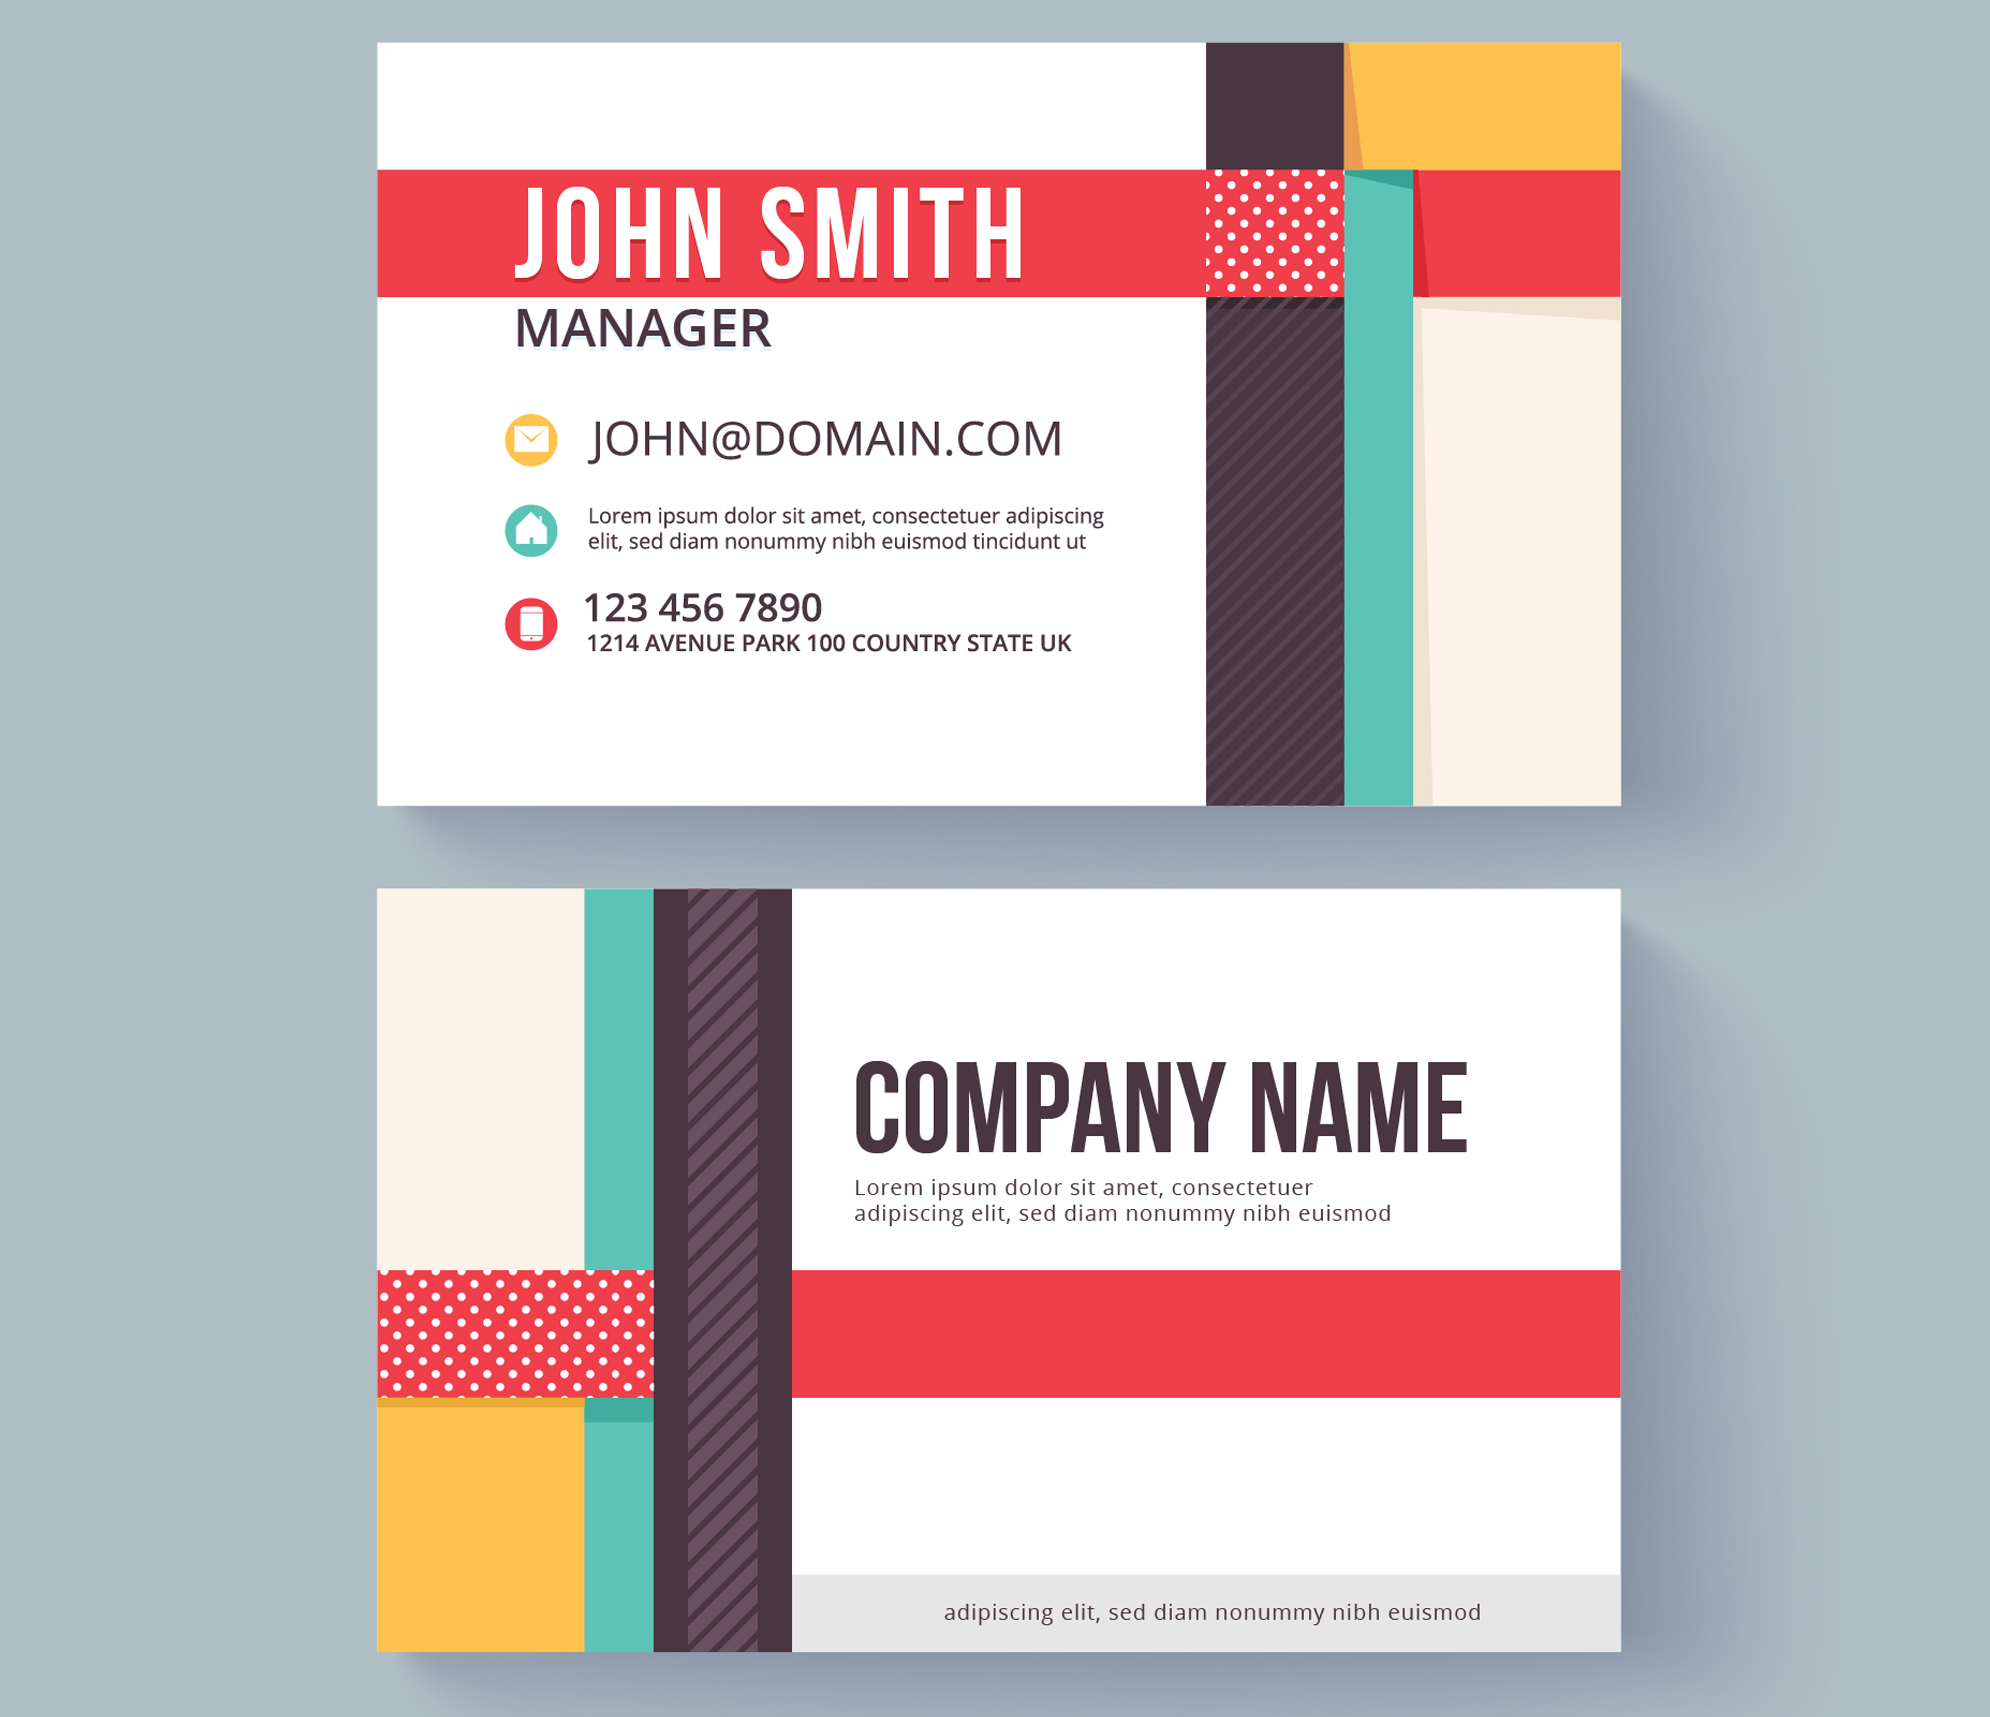 JOHN SMITH
MANAGER
JOHN@DOMAIN.COM
Lorem ipsum dolor sit amet, consectetuer adipiscing
elit, sed diam nonummy nibh euismod tincidunt ut
123 456 7890
1214 AVENUE PARK 100 COUNTRY STATE UK
COMPANY NAME
Lorem ipsum dolor sit amet, consectetuer
adipiscing elit, sed diam nonummy nibh euismod
adipiscing elit, sed diam nonummy nibh euismod